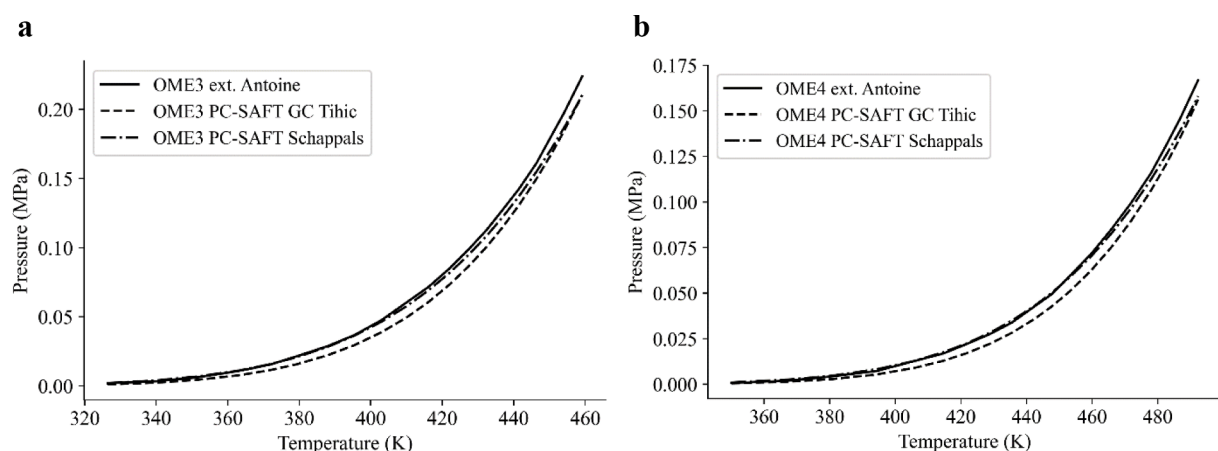 a
OME3 ext. Antoine
OME3 PC-SAFT GC Tihic
OME3 PC-SAFT Schappals
Pressure (MPa)
0.20
0.15
0.10
0.05
0.00
320 340 360 380 400 420 440 460
Temperature (K)
b
OME4 ext. Antoine
OME4 PC-SAFT GC Tihic
OME4 PC-SAFT Schappals
Pressure (MPa)
0.175
0.150
0.125
0.100
0.075
0.050
0.025
0.000
360 380 400 420 440 460 480
Temperature (K)